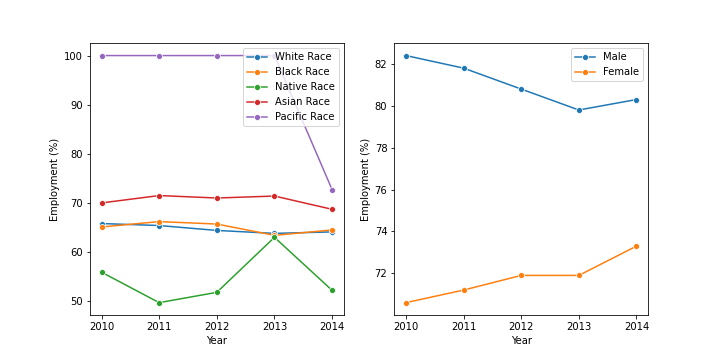 100
90
80
70
60
50
Employment (%)
2010 2011 2012 2013 2014
Year
White Race
Black Race
Native Race
Asian Race
Pacific Race
82
80
78
76
74
72
Employment (%)
2010 2011 2012 2013 2014
Year
Male
Female